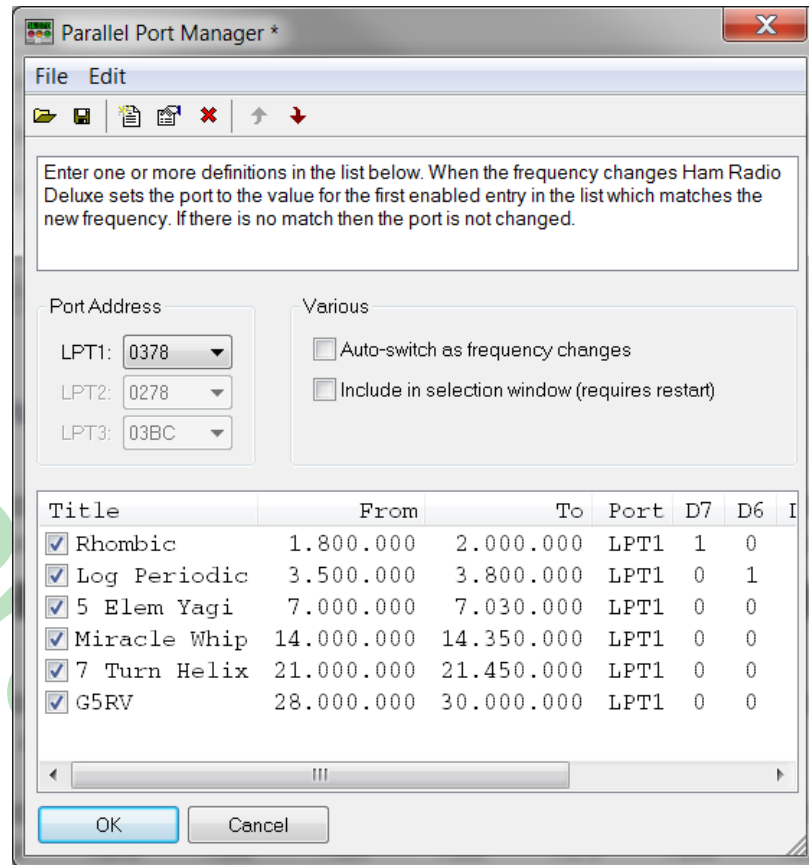 Parallel Port Manager *
File Edit
Enter one or more definitions in the list below. When the frequency changes Ham Radio
Deluxe sets the port to the value for the first enabled entry in the list which matches the
new frequency. If there is no match then the port is not changed.
Port Address
LPT1: 0378
LPT2: 0278
LPT3: 03BC
Various
Auto-switch as frequency changes
Include in selection window (requires restart)
Title From To Port D7 D6
Rhombic 1.800.000 2.000.000 LPT1 1 0
Log Periodic 3.500.000 3.800.000 LPT1 0 1
5 Elem Yagi 7.000.000 7.030.000 LPT1 0 0
Miracle Whip 14.000.000 14.350.000 LPT1 0 0
7 Turn Helix 21.000.000 21.450.000 LPT1 0 0
G5RV 28.000.000 30.000.000 LPT1 0 0
OK Cancel